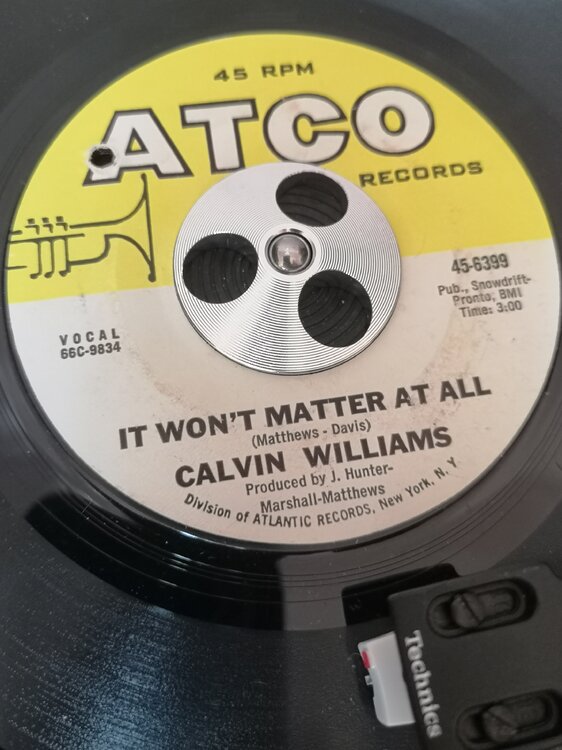 45 RPM
ATCO
RECORDS
45-6399
Pub., Snowdrift-
Pronto, BMI
Time: 3:00
VOCAL
66C-9834
IT WON'T MATTER AT ALL
(Matthews - Davis)
CALVIN WILLIAMS
Produced by J. Hunter-
Marshall-Matthews
Division of ATLANTIC RECORDS, New York, N. Y.
Technics